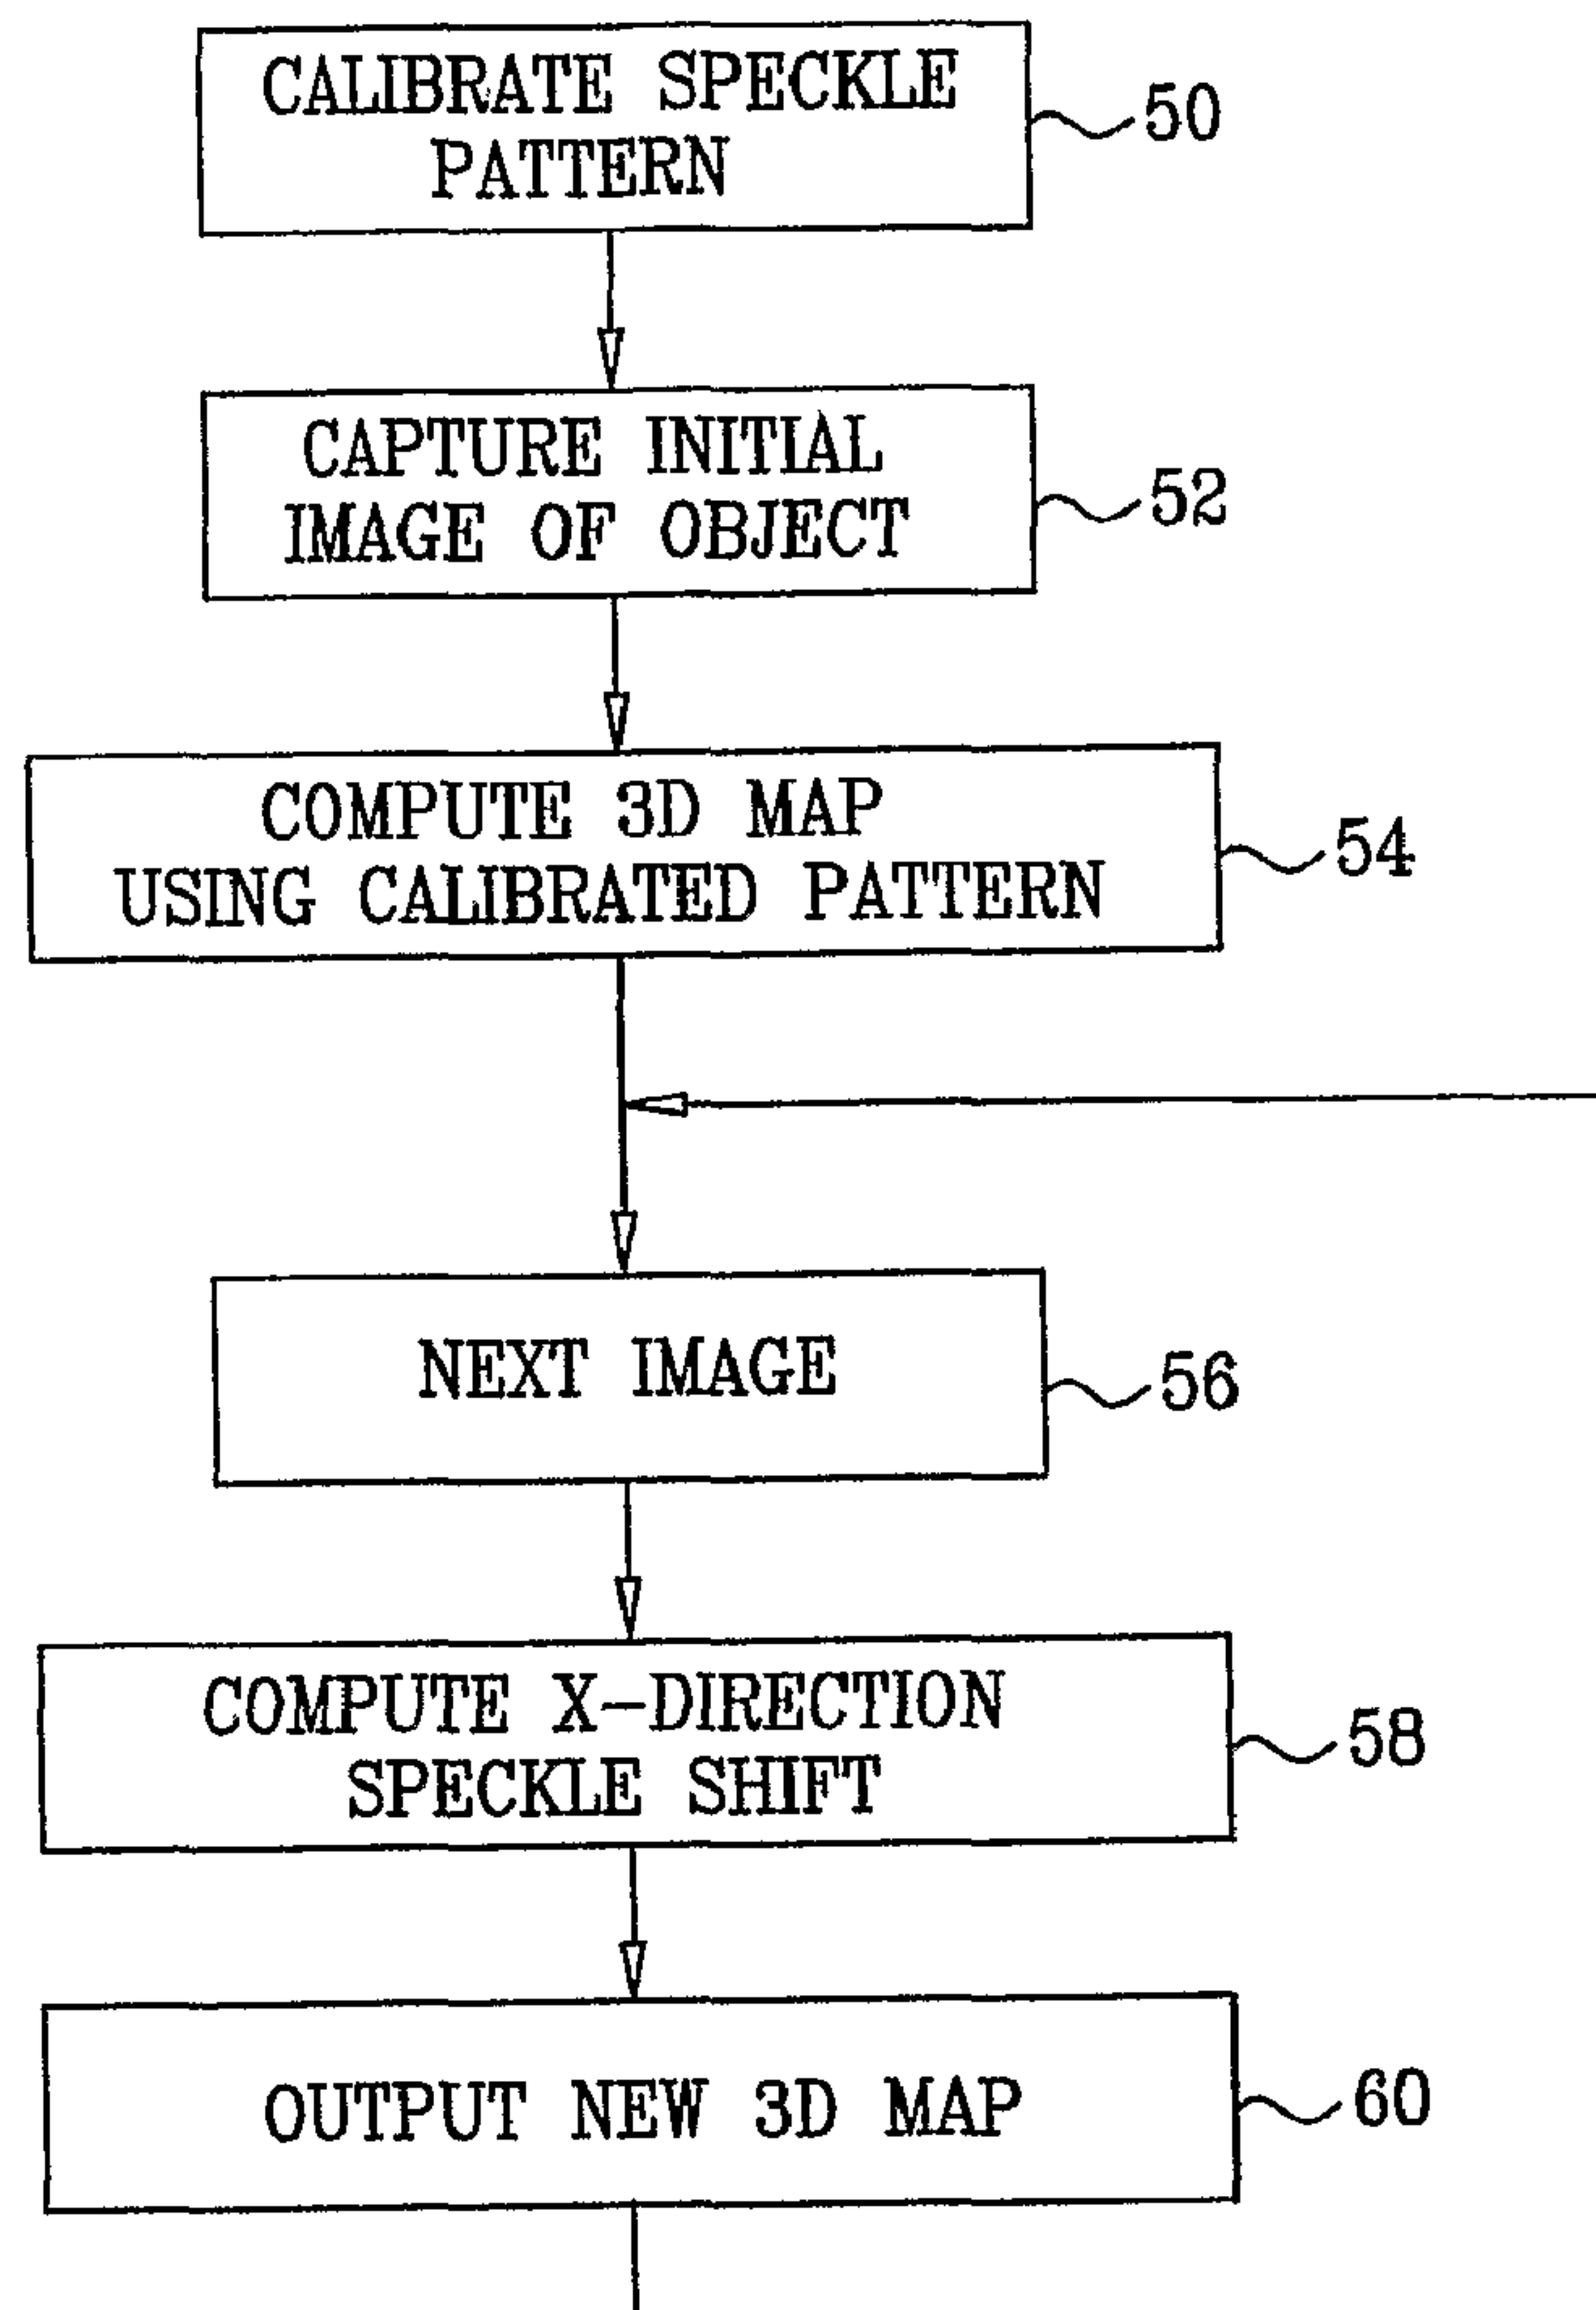 CALIBRATE SPECKLE
PATTERN
50
CAPTURE INITIAL
IMAGE OF OBJECT
52
COMPUTE 3D MAP
USING CALIBRATED PATTERN
54
NEXT IMAGE
56
COMPUTE X-DIRECTION
SPECKLE SHIFT
58
OUTPUT NEW 3D MAP
60